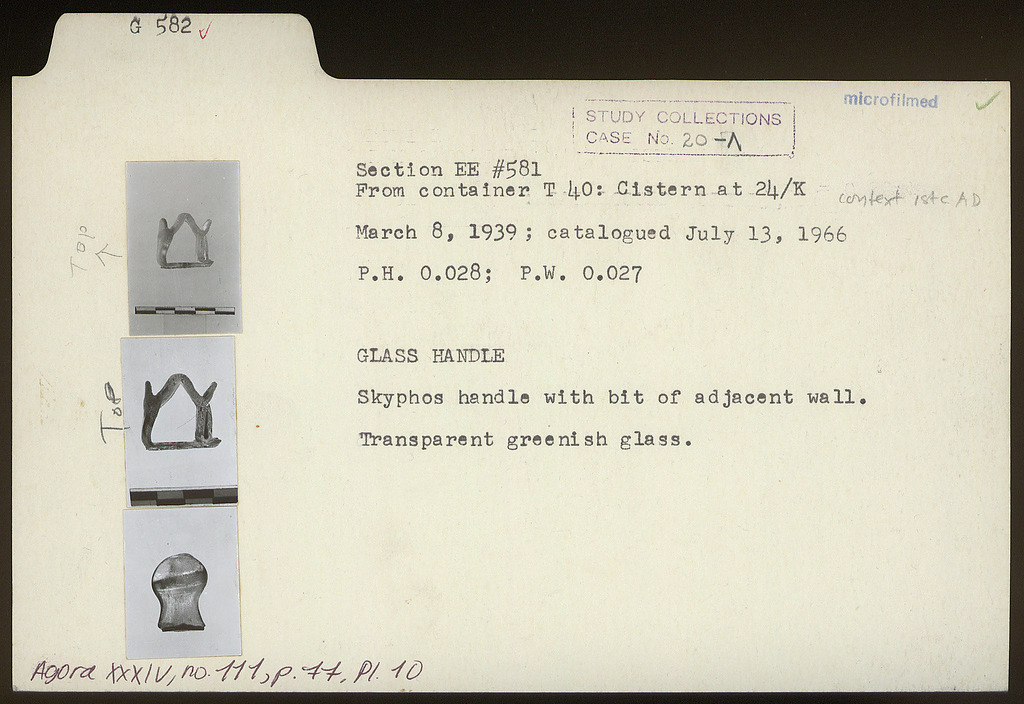 G 582 ✓
microfilmed ✓
STUDY COLLECTIONS
CASE No. 20-Λ
Section EE #581
From container T 40: Cistern at 24/K
context 1st c AD
March 8, 1939; catalogued July 13, 1966
P.H. 0.028; P.W. 0.027
GLASS HANDLE
Skyphos handle with bit of adjacent wall.
Transparent greenish glass.
Top
↑
Top
Agora XXXIV, no. 111, p. 77, Pl. 10